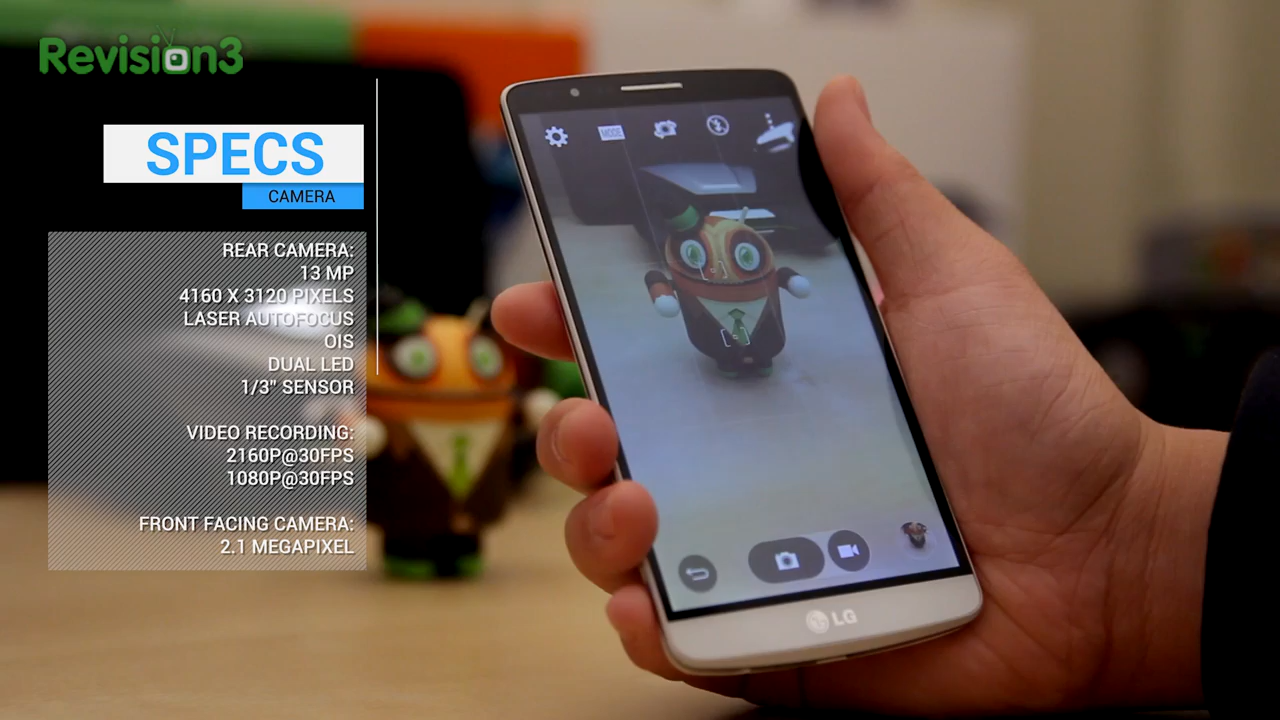 Revision3
SPECS
CAMERA
REAR CAMERA:
13 MP
4160 X 3120 PIXELS
LASER AUTOFOCUS
OIS
DUAL LED
1/3" SENSOR
VIDEO RECORDING:
2160P@30FPS
1080P@30FPS
FRONT FACING CAMERA:
2.1 MEGAPIXEL
MODE
LG